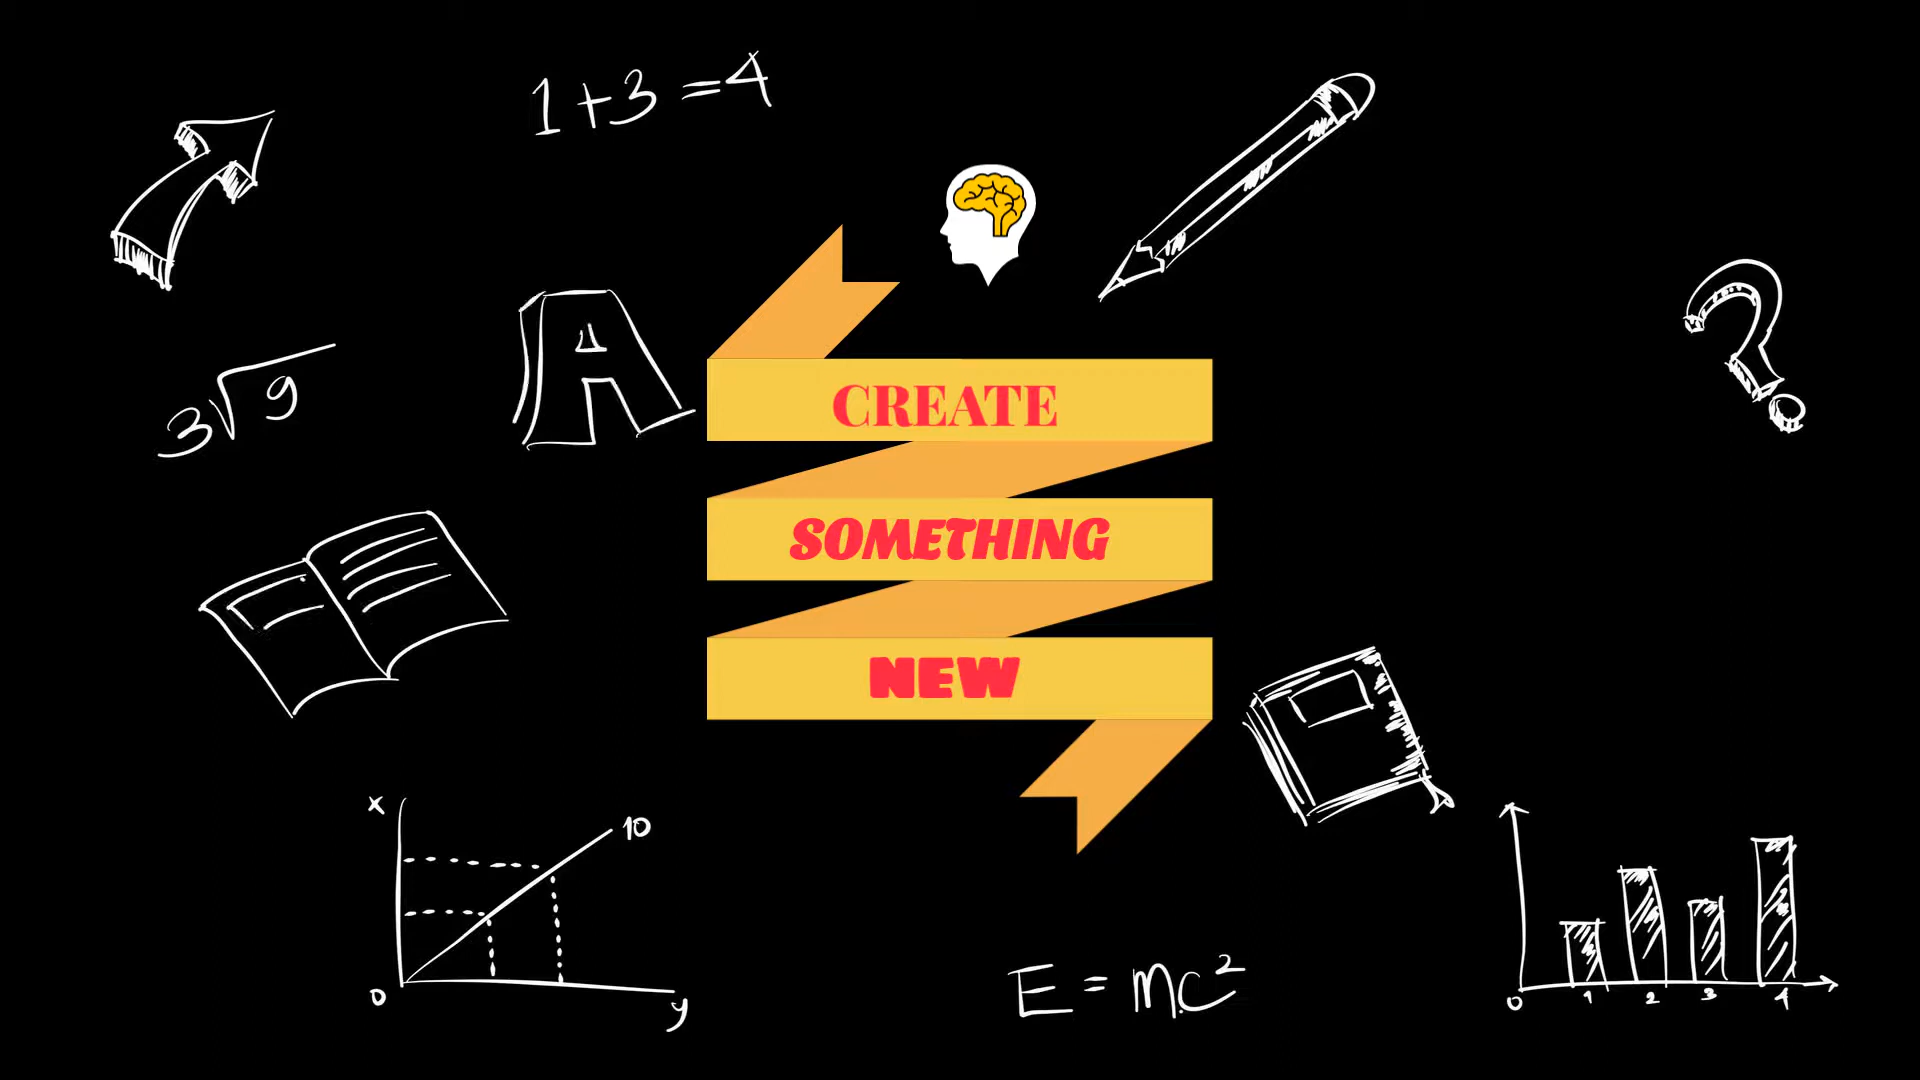 1+3=4
A
3√9
CREATE
SOMETHING
NEW
x
10
0
y
E = mc²
0 1 2 3 4